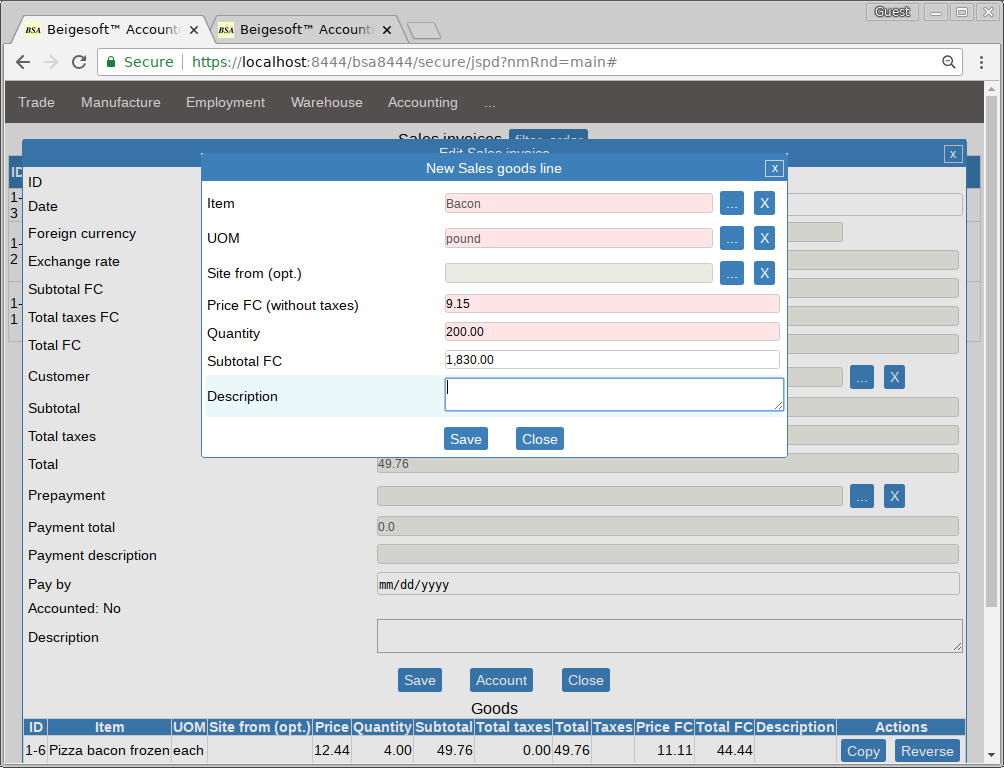 Guest
BSA Beigesoft™ Accounti
BSA Beigesoft™ Accounti
Secure https://localhost:8444/bsa8444/secure/jspd?nmRnd=main#
Trade Manufacture Employment Warehouse Accounting ...
Sales invoices filter, order
Edit Sales invoice x
New Sales goods line x
ID
1-3
1-2
1-1
ID
Date
Foreign currency
Exchange rate
Subtotal FC
Total taxes FC
Total FC
Customer ... X
Subtotal
Total taxes
Total 49.76
Item Bacon ... X
UOM pound ... X
Site from (opt.) ... X
Price FC (without taxes) 9.15
Quantity 200.00
Subtotal FC 1,830.00
Description
Save Close
Prepayment ... X
Payment total 0.0
Payment description
Pay by mm/dd/yyyy
Accounted: No
Description
Save Account Close
Goods
ID Item UOM Site from (opt.) Price Quantity Subtotal Total taxes Total Taxes Price FC Total FC Description Actions
1-6 Pizza bacon frozen each 12.44 4.00 49.76 0.00 49.76 11.11 44.44 Copy Reverse